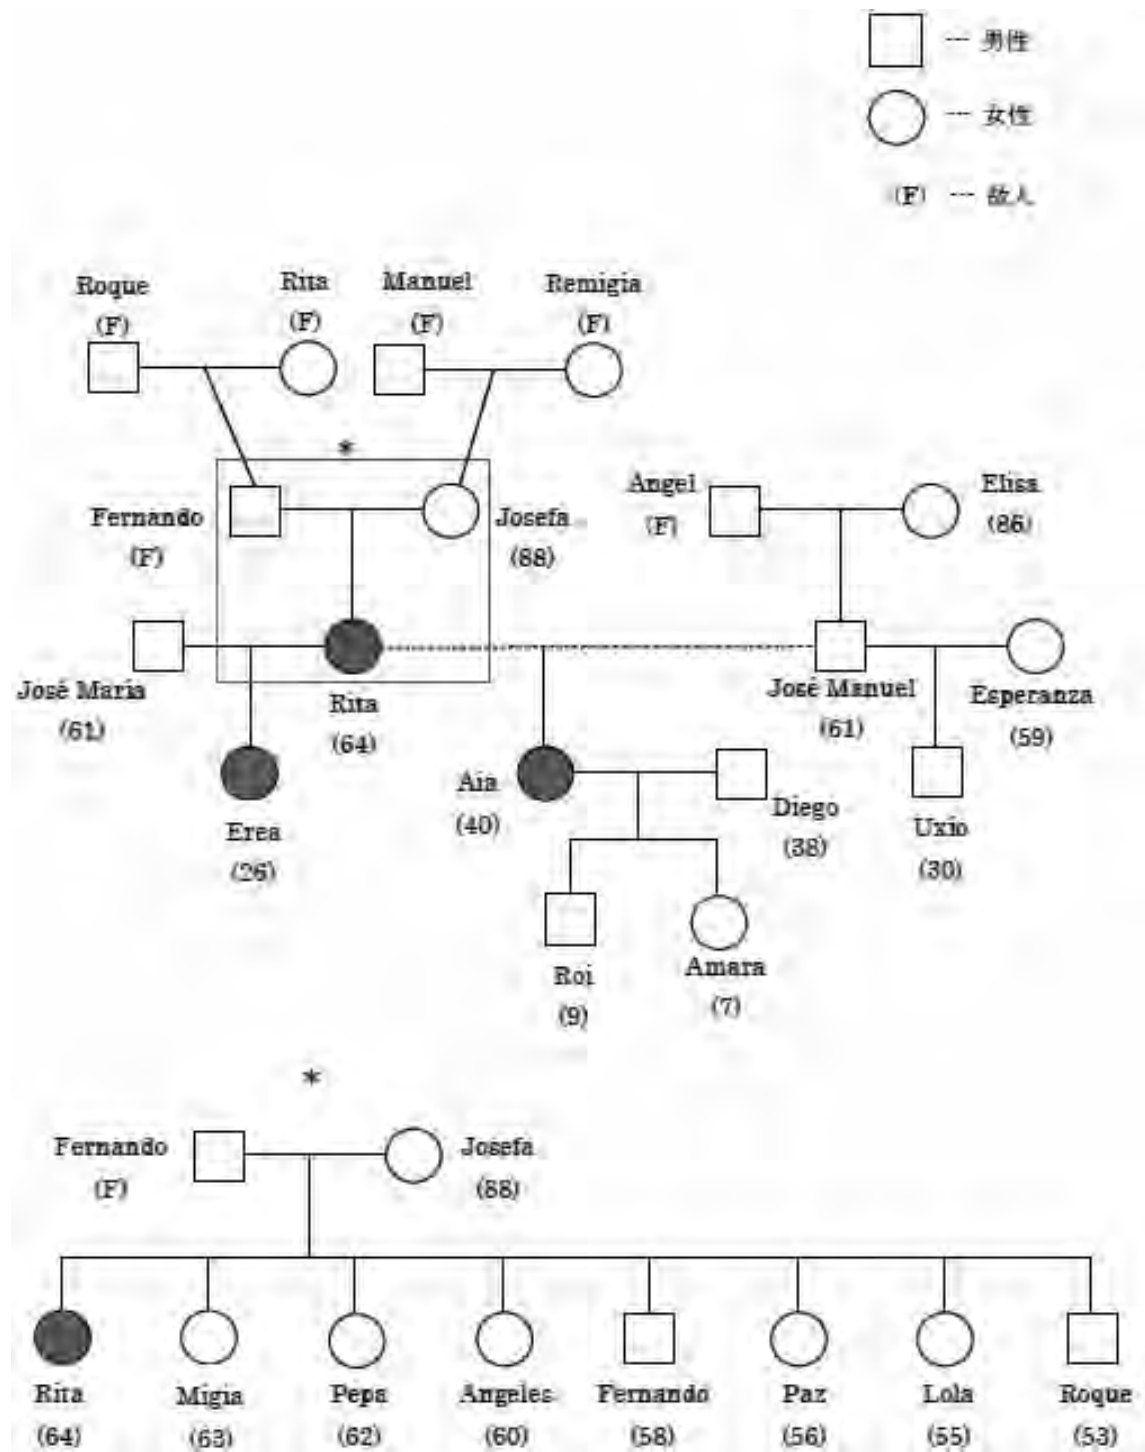 --- 男性
--- 女性
(F) --- 故人
Roque
(F)
Rita
(F)
Manuel
(F)
Remigia
(F)
*
Fernando
(F)
Josefa
(88)
Angel
(F)
Elisa
(86)
José Maria
(61)
Rita
(64)
José Manuel
(61)
Esperanza
(59)
Erea
(26)
Aia
(40)
Diego
(38)
Uxio
(30)
Roi
(9)
Amara
(7)
*
Fernando
(F)
Josefa
(88)
Rita
(64)
Migia
(63)
Pepa
(62)
Angeles
(60)
Fernando
(58)
Paz
(56)
Lola
(55)
Roque
(53)